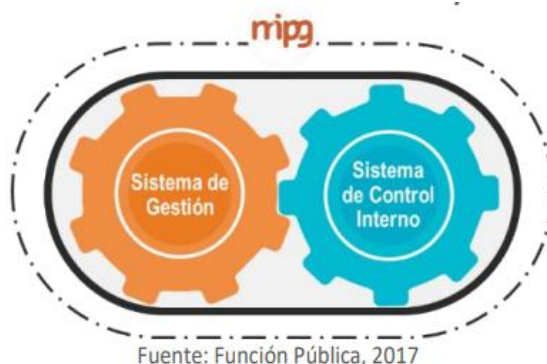 mipg
Sistema de
Gestión
Sistema
de Control
Interno
Fuente: Función Pública, 2017